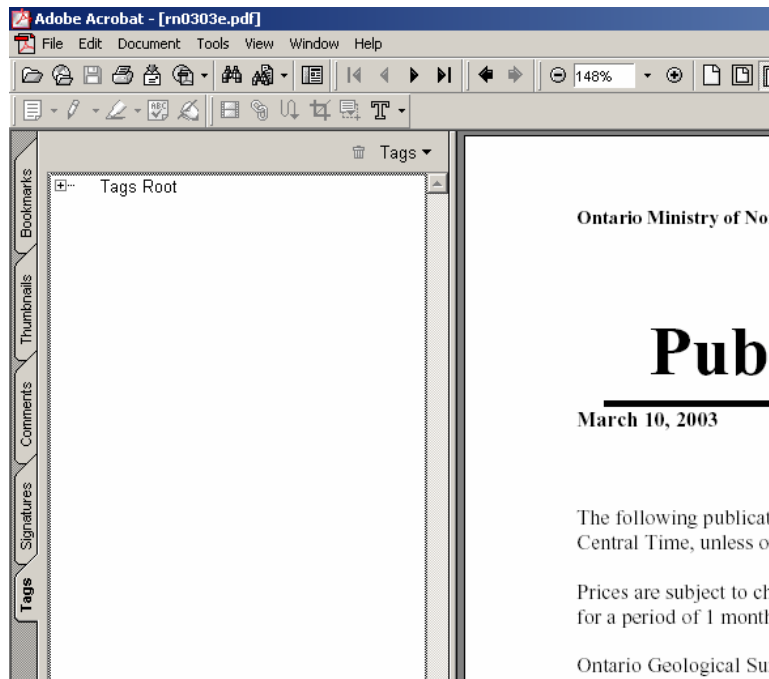 Adobe Acrobat - [rn0303e.pdf]
File Edit Document Tools View Window Help
148%
T
Tags
Tags Root
Bookmarks
Thumbnails
Comments
Signatures
Tags
Ontario Ministry of No
Pub
March 10, 2003
The following publicat
Central Time, unless o
Prices are subject to ch
for a period of 1 month
Ontario Geological Su